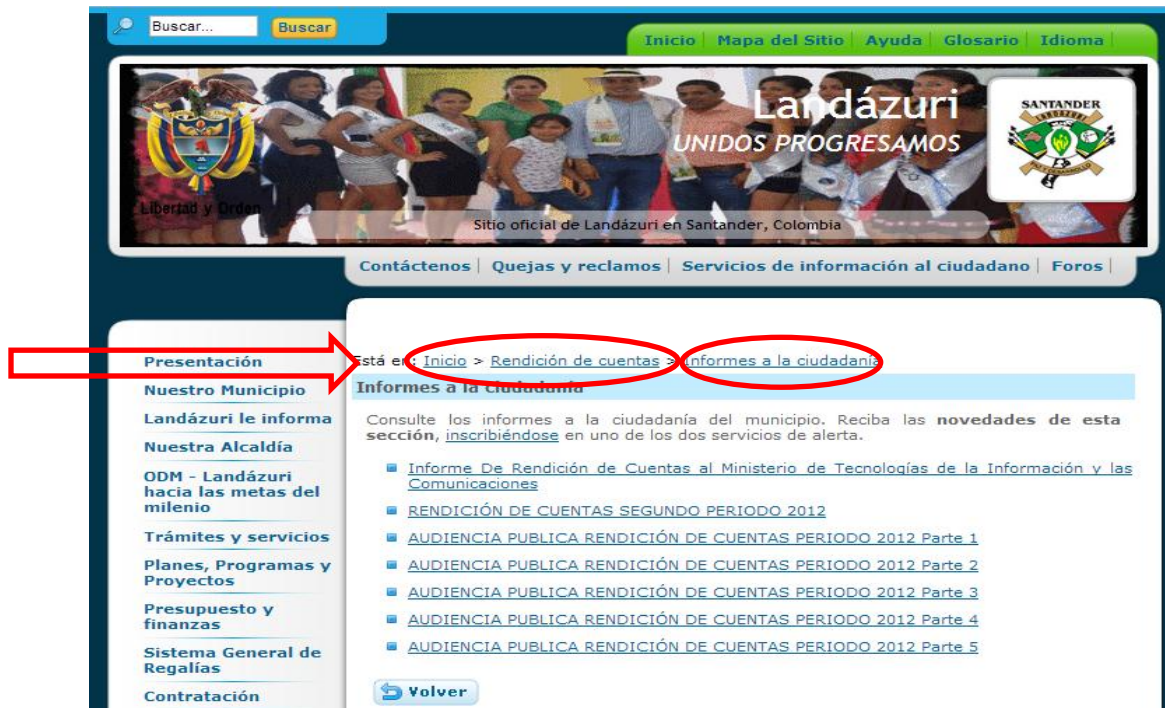 Buscar... Buscar
Inicio | Mapa del Sitio | Ayuda | Glosario | Idioma |
Landázuri
UNIDOS PROGRESAMOS
SANTANDER
LANDAZURI
Libertad y Orden
Sitio oficial de Landázuri en Santander, Colombia
Contáctenos | Quejas y reclamos | Servicios de información al ciudadano | Foros |
Presentación
Nuestro Municipio
Landázuri le informa
Nuestra Alcaldía
ODM - Landázuri
hacia las metas del
milenio
Trámites y servicios
Planes, Programas y
Proyectos
Presupuesto y
finanzas
Sistema General de
Regalías
Contratación
Está en: Inicio > Rendición de cuentas > Informes a la ciudadanía
Informes a la ciudadanía
Consulte los informes a la ciudadanía del municipio. Reciba las novedades de esta
sección, inscribiéndose en uno de los dos servicios de alerta.
Informe De Rendición de Cuentas al Ministerio de Tecnologías de la Información y las
Comunicaciones
RENDICIÓN DE CUENTAS SEGUNDO PERIODO 2012
AUDIENCIA PUBLICA RENDICIÓN DE CUENTAS PERIODO 2012 Parte 1
AUDIENCIA PUBLICA RENDICIÓN DE CUENTAS PERIODO 2012 Parte 2
AUDIENCIA PUBLICA RENDICIÓN DE CUENTAS PERIODO 2012 Parte 3
AUDIENCIA PUBLICA RENDICIÓN DE CUENTAS PERIODO 2012 Parte 4
AUDIENCIA PUBLICA RENDICIÓN DE CUENTAS PERIODO 2012 Parte 5
Volver